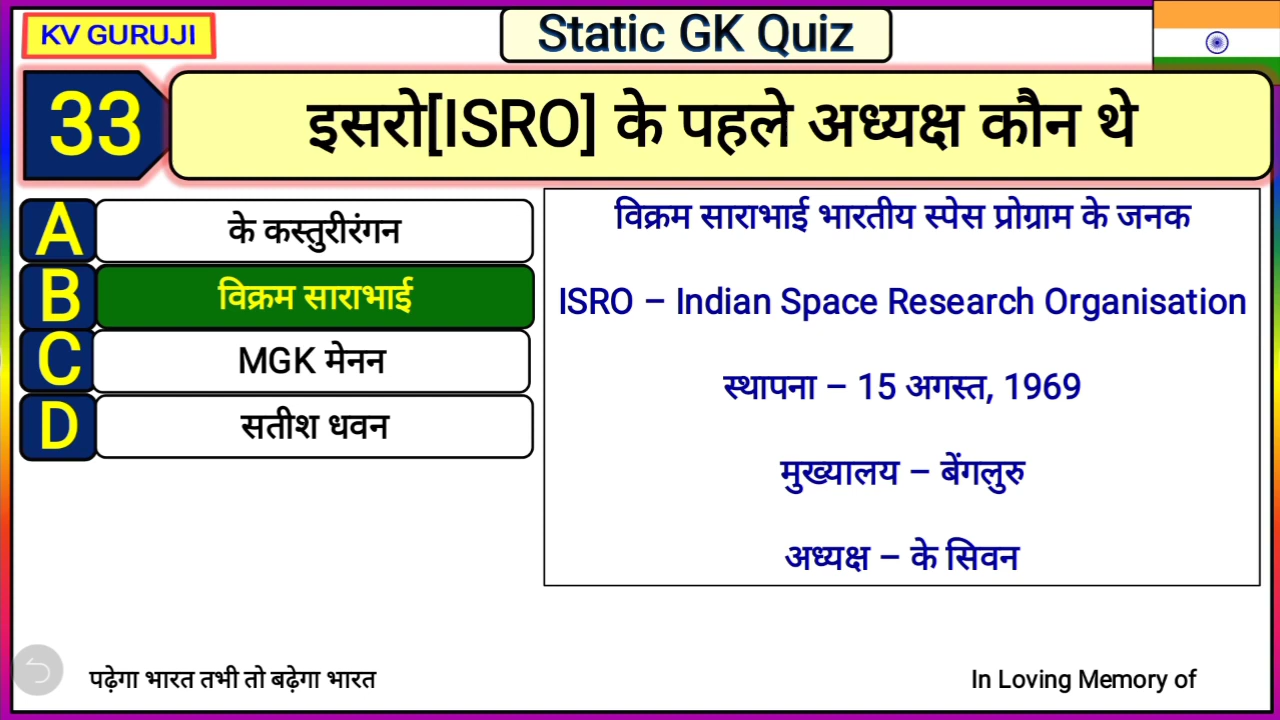 KV GURUJI
Static GK Quiz
33
इसरो[ISRO] के पहले अध्यक्ष कौन थे
A
के कस्तुरीरंगन
B
विक्रम साराभाई
C
MGK मेनन
D
सतीश धवन
विक्रम साराभाई भारतीय स्पेस प्रोग्राम के जनक
ISRO – Indian Space Research Organisation
स्थापना – 15 अगस्त, 1969
मुख्यालय – बेंगलुरु
अध्यक्ष – के सिवन
पढ़ेगा भारत तभी तो बढ़ेगा भारत
In Loving Memory of